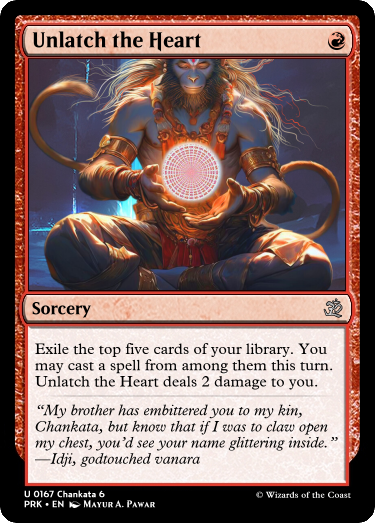 Unlatch the Heart
Sorcery
Exile the top five cards of your library. You
may cast a spell from among them this turn.
Unlatch the Heart deals 2 damage to you.
“My brother has embittered you to my kin,
Chankata, but know that if I was to claw open
my chest, you’d see your name glittering inside.”
—Idji, godtouched vanara
U 0167 Chankata 6
PRK • EN Mayur A. Pawar
© Wizards of the Coast